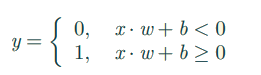 y = { 0, x · w + b < 0
1, x · w + b ≥ 0